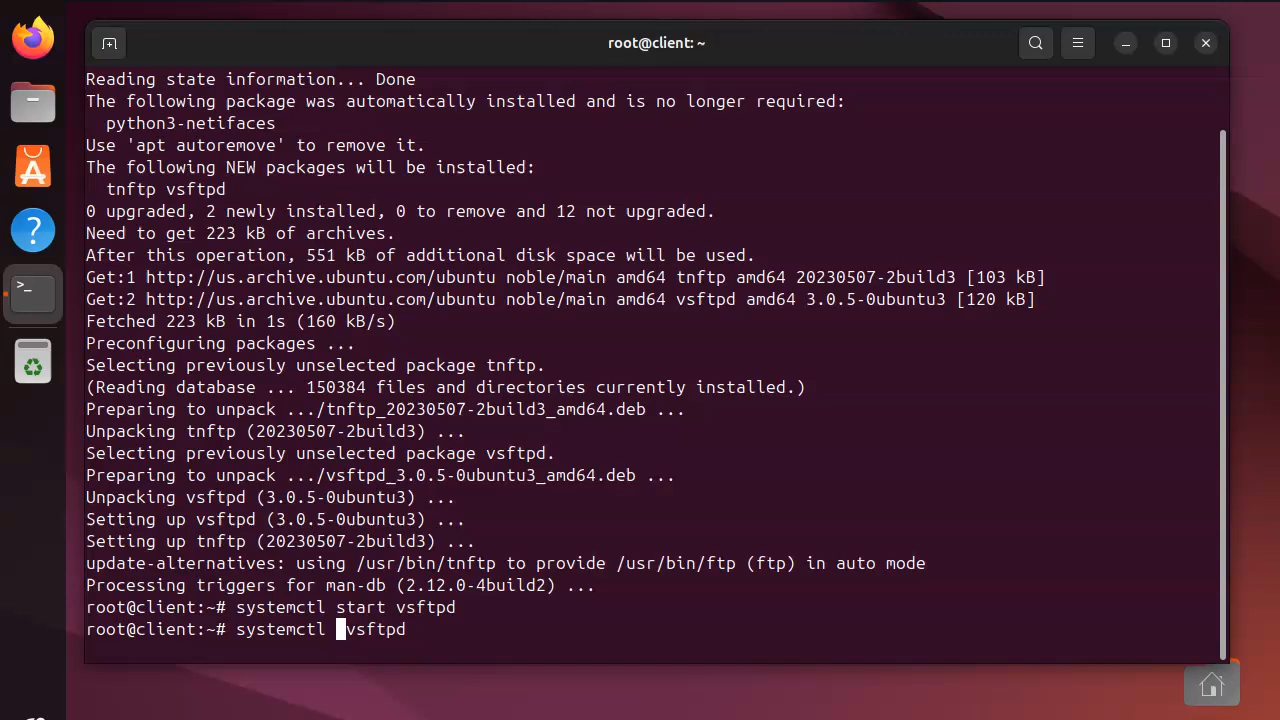 root@client: ~
Reading state information... Done
The following package was automatically installed and is no longer required:
  python3-netifaces
Use 'apt autoremove' to remove it.
The following NEW packages will be installed:
  tnftp vsftpd
0 upgraded, 2 newly installed, 0 to remove and 12 not upgraded.
Need to get 223 kB of archives.
After this operation, 551 kB of additional disk space will be used.
Get:1 http://us.archive.ubuntu.com/ubuntu noble/main amd64 tnftp amd64 20230507-2build3 [103 kB]
Get:2 http://us.archive.ubuntu.com/ubuntu noble/main amd64 vsftpd amd64 3.0.5-0ubuntu3 [120 kB]
Fetched 223 kB in 1s (160 kB/s)
Preconfiguring packages ...
Selecting previously unselected package tnftp.
(Reading database ... 150384 files and directories currently installed.)
Preparing to unpack .../tnftp_20230507-2build3_amd64.deb ...
Unpacking tnftp (20230507-2build3) ...
Selecting previously unselected package vsftpd.
Preparing to unpack .../vsftpd_3.0.5-0ubuntu3_amd64.deb ...
Unpacking vsftpd (3.0.5-0ubuntu3) ...
Setting up vsftpd (3.0.5-0ubuntu3) ...
Setting up tnftp (20230507-2build3) ...
update-alternatives: using /usr/bin/tnftp to provide /usr/bin/ftp (ftp) in auto mode
Processing triggers for man-db (2.12.0-4build2) ...
root@client:~# systemctl start vsftpd
root@client:~# systemctl vsftpd